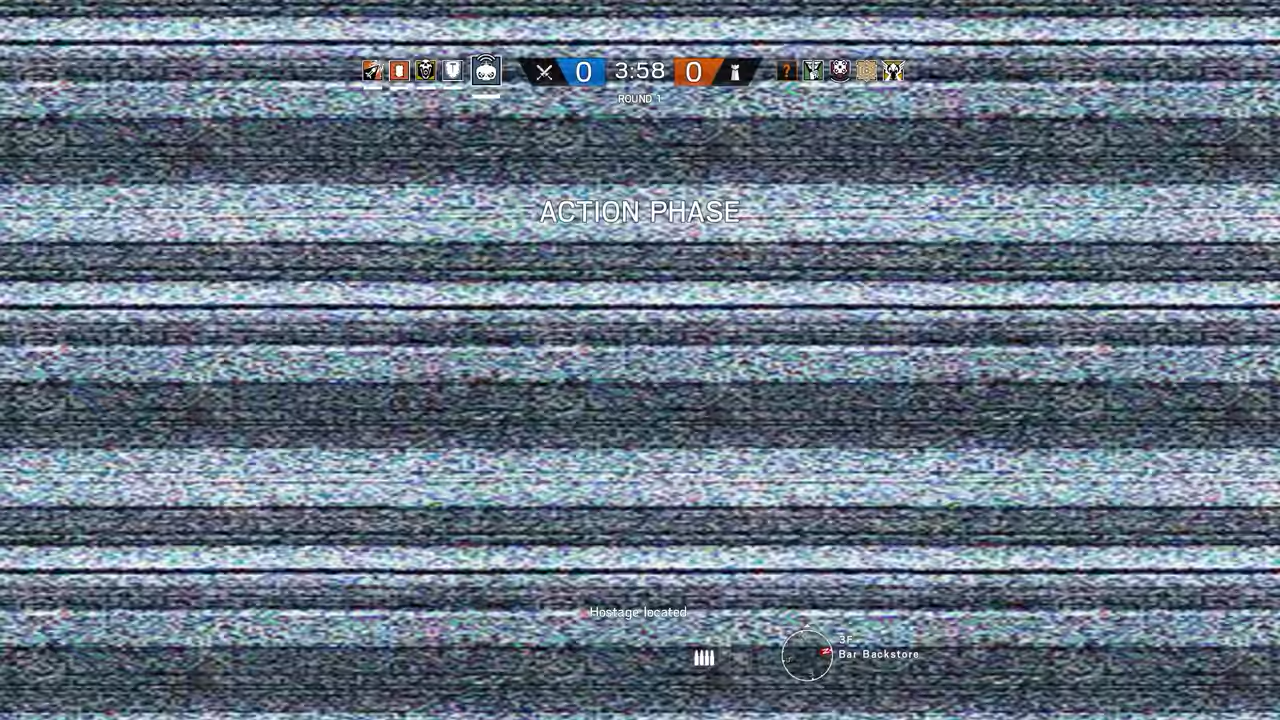 0 3:58 0
ROUND 1
ACTION PHASE
Hostage located
3F
Bar Backstore